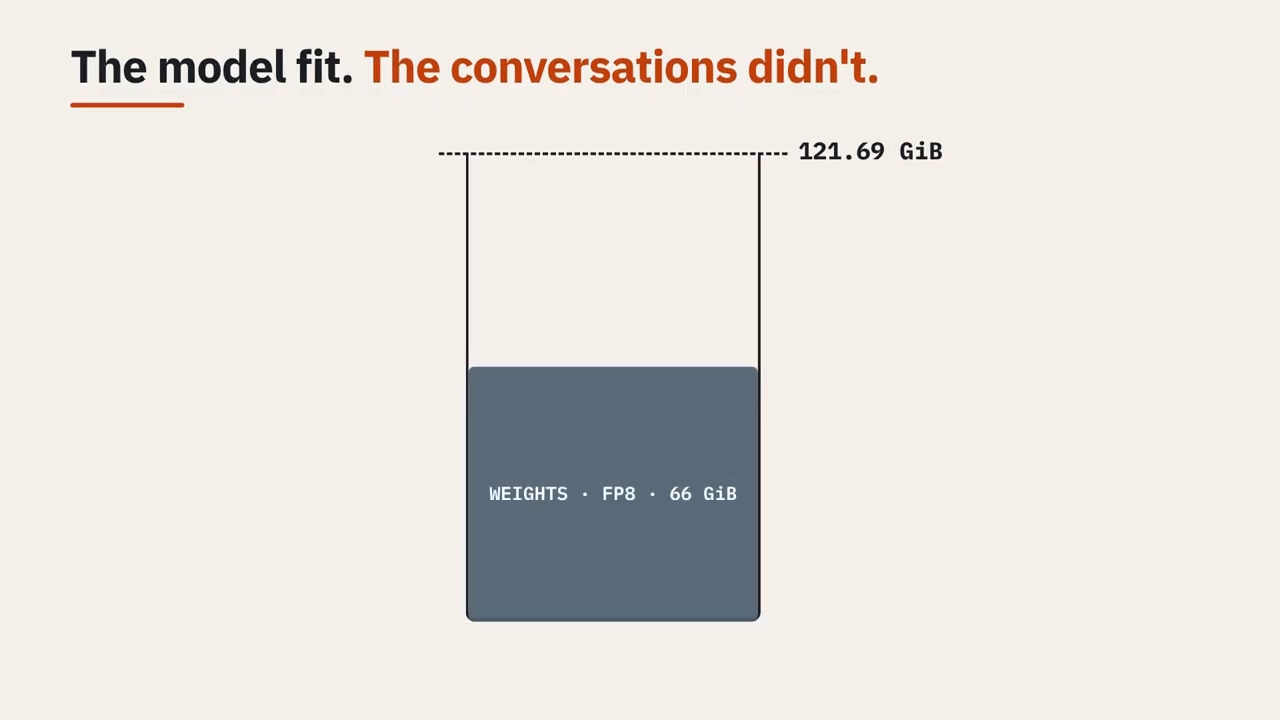 The model fit. The conversations didn't.
121.69 GiB
WEIGHTS · FP8 · 66 GiB